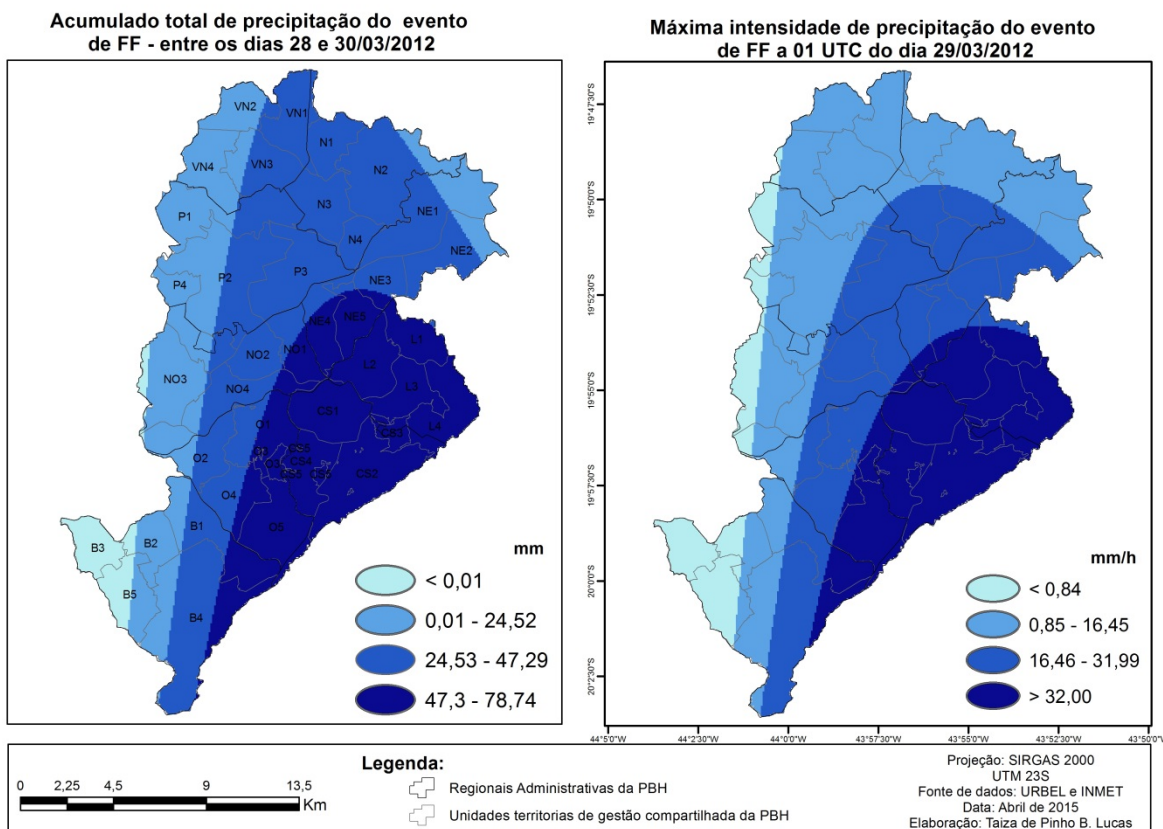 Acumulado total de precipitação do evento
de FF - entre os dias 28 e 30/03/2012
VN2
VN1
N1
VN4
VN3
N2
P1
N3
NE1
N4
NE2
P2
P3
P4
NE3
NE4
NE5
L1
NO1
NO2
L2
NO3
NO4
L3
CS1
O1
L4
CS3
O2
O3
CS4
CS2
O4
B1
O5
B3
B2
B5
B4
mm
< 0,01
0,01 - 24,52
24,53 - 47,29
47,3 - 78,74
Máxima intensidade de precipitação do evento
de FF a 01 UTC do dia 29/03/2012
19°47'30"S
19°50'0"S
19°52'30"S
19°55'0"S
19°57'30"S
20°0'0"S
20°2'30"S
mm/h
< 0,84
0,85 - 16,45
16,46 - 31,99
> 32,00
44°5'0"W
44°2'30"W
44°0'0"W
43°57'30"W
43°55'0"W
43°52'30"W
43°50'0"W
0 2,25 4,5 9 13,5
Km
Legenda:
Regionais Administrativas da PBH
Unidades territorias de gestão compartilhada da PBH
Projeção: SIRGAS 2000
UTM 23S
Fonte de dados: URBEL e INMET
Data: Abril de 2015
Elaboração: Taiza de Pinho B. Lucas